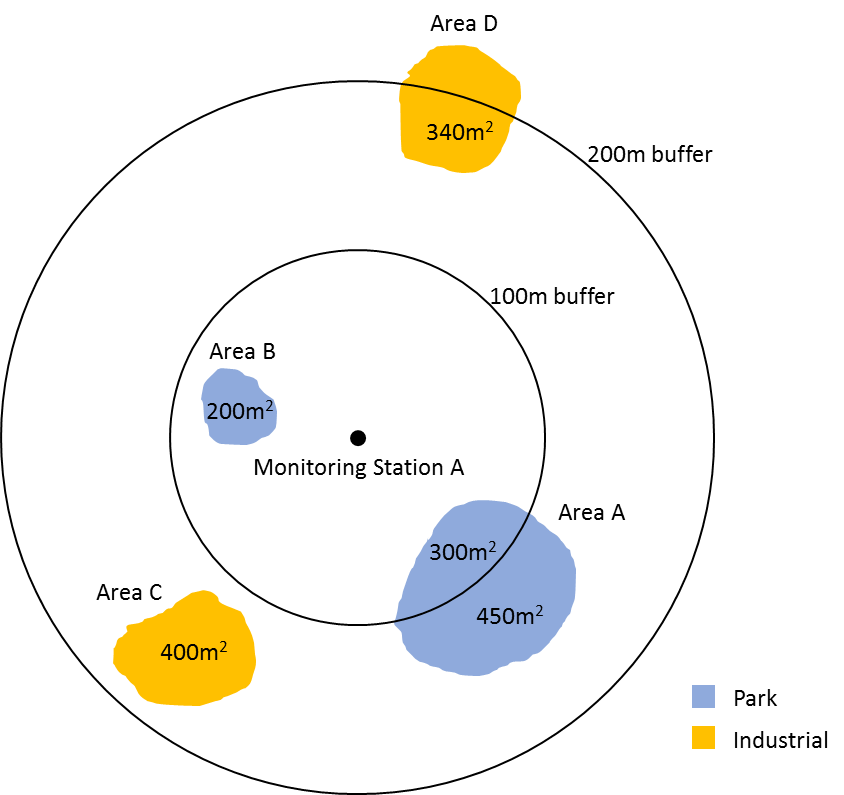 Area D
340m²
200m buffer
100m buffer
Area B
200m²
Monitoring Station A
Area A
300m²
450m²
Area C
400m²
Park
Industrial